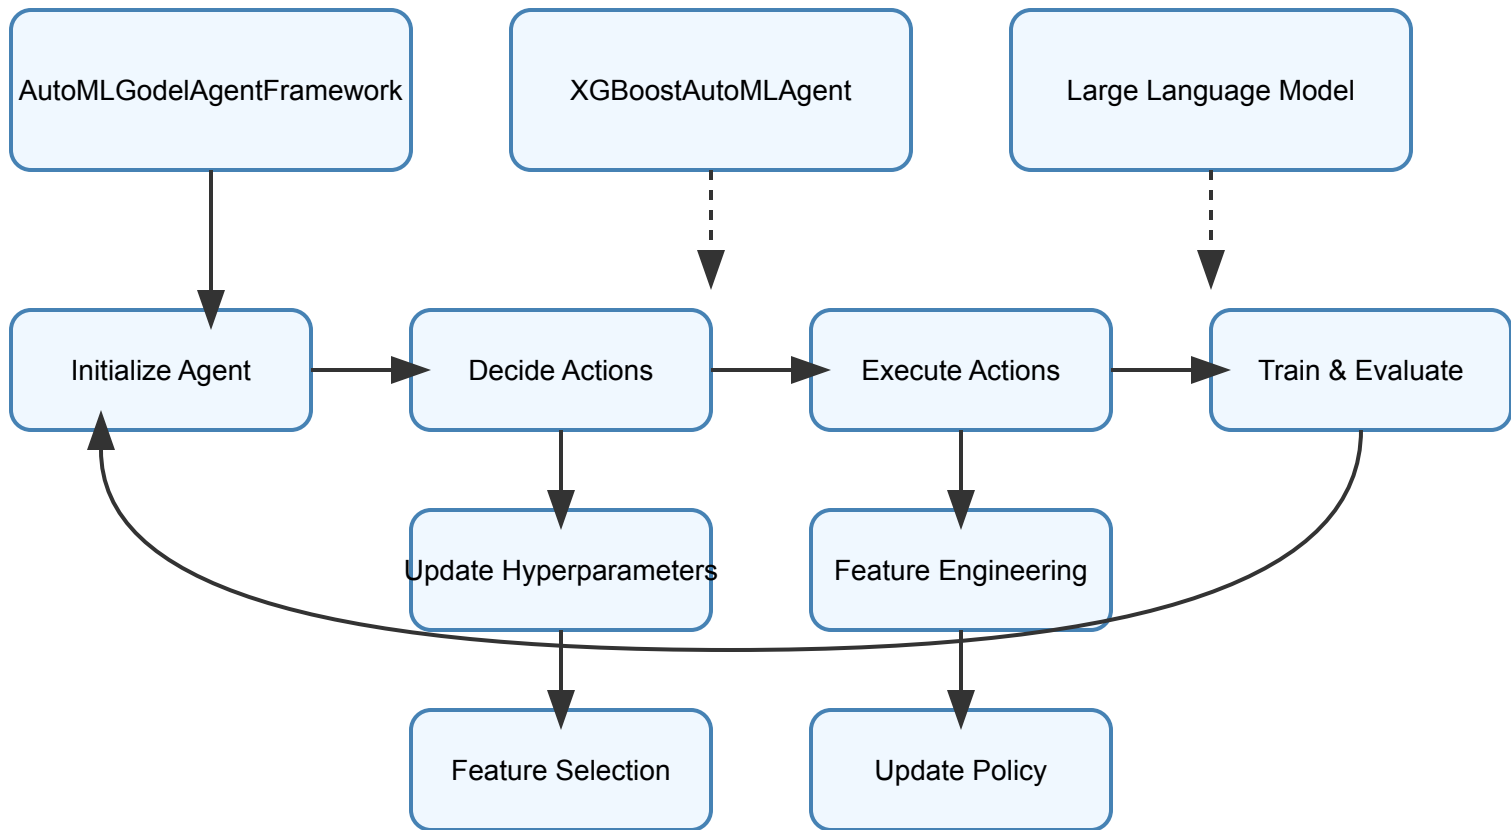 AutoMLGodelAgentFramework
XGBoostAutoMLAgent
Large Language Model
Initialize Agent
Decide Actions
Execute Actions
Train & Evaluate
Update Hyperparameters
Feature Engineering
Feature Selection
Update Policy